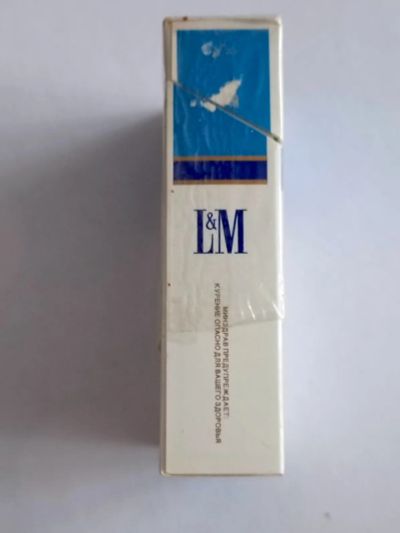 L&M
МИНЗДРАВ ПРЕДУПРЕЖДАЕТ:
КУРЕНИЕ ОПАСНО ДЛЯ ВАШЕГО ЗДОРОВЬЯ